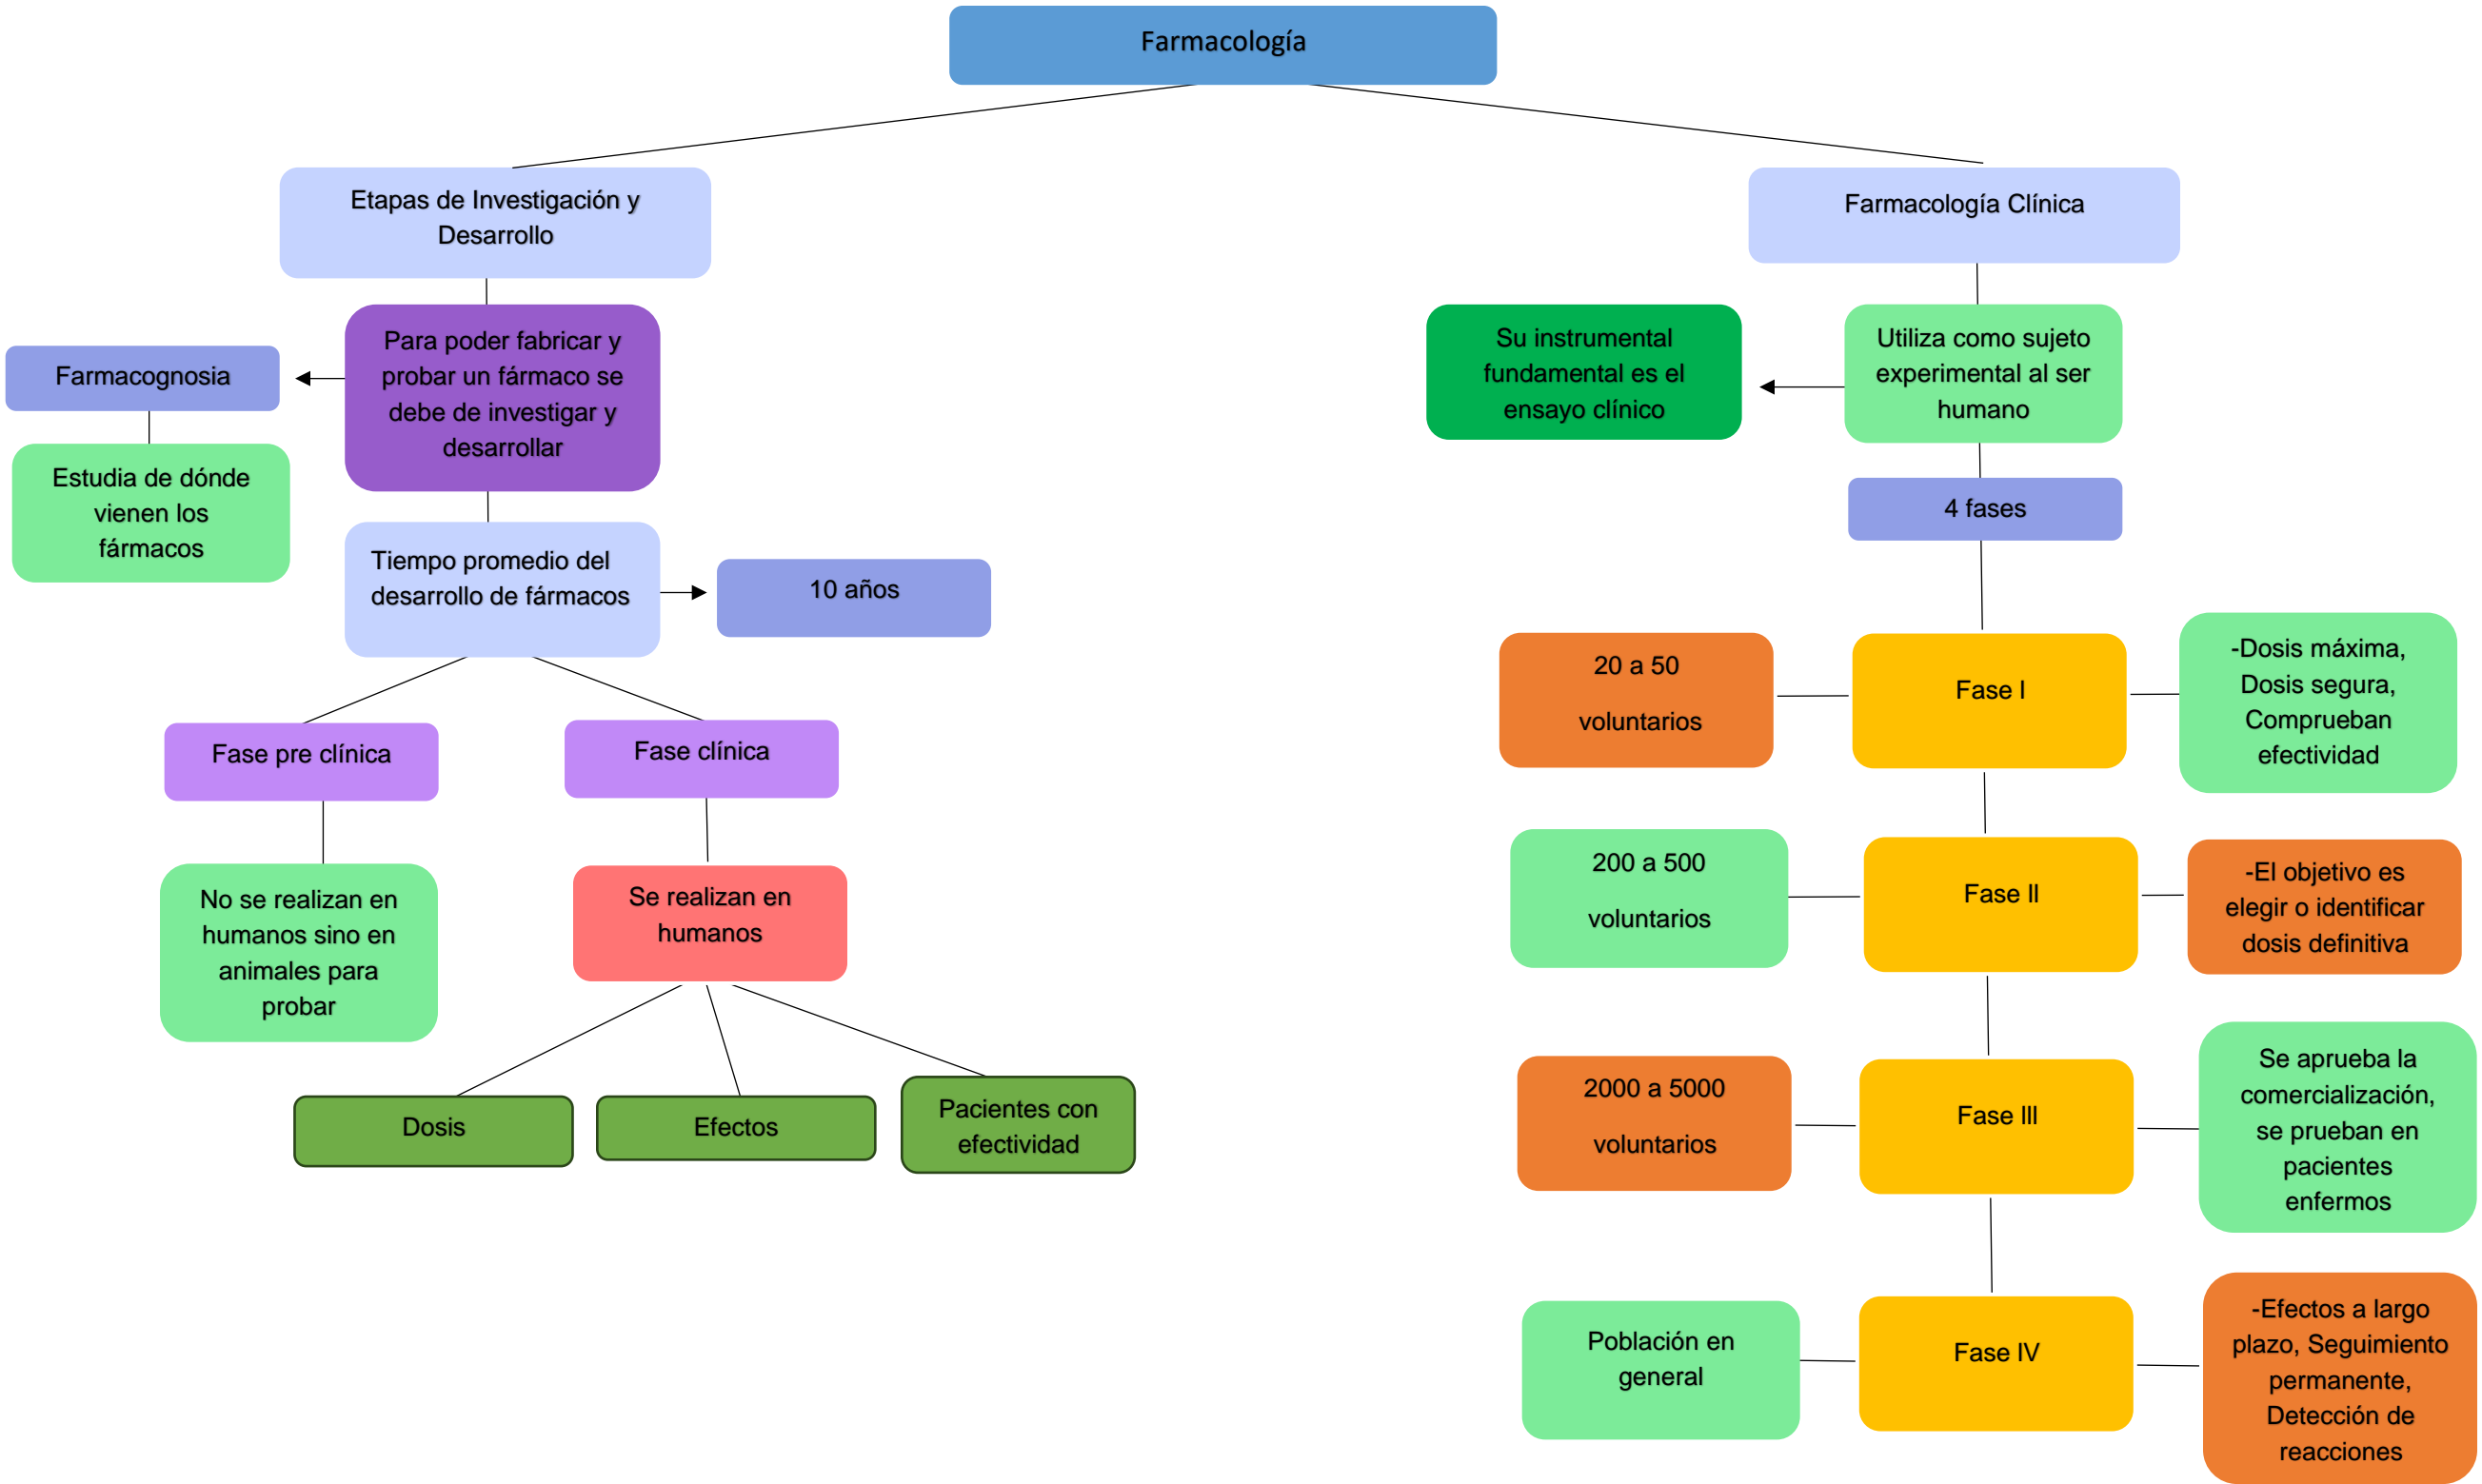 Farmacología
Etapas de Investigación y
Desarrollo
Para poder fabricar y
probar un fármaco se
debe de investigar y
desarrollar
Farmacognosia
Estudia de dónde
vienen los
fármacos
Tiempo promedio del
desarrollo de fármacos
10 años
Fase pre clínica
No se realizan en
humanos sino en
animales para
probar
Fase clínica
Se realizan en
humanos
Dosis
Efectos
Pacientes con
efectividad
Farmacología Clínica
Utiliza como sujeto
experimental al ser
humano
Su instrumental
fundamental es el
ensayo clínico
4 fases
20 a 50
voluntarios
Fase I
-Dosis máxima,
Dosis segura,
Comprueban
efectividad
200 a 500
voluntarios
Fase II
-El objetivo es
elegir o identificar
dosis definitiva
2000 a 5000
voluntarios
Fase III
Se aprueba la
comercialización,
se prueban en
pacientes
enfermos
Población en
general
Fase IV
-Efectos a largo
plazo, Seguimiento
permanente,
Detección de
reacciones